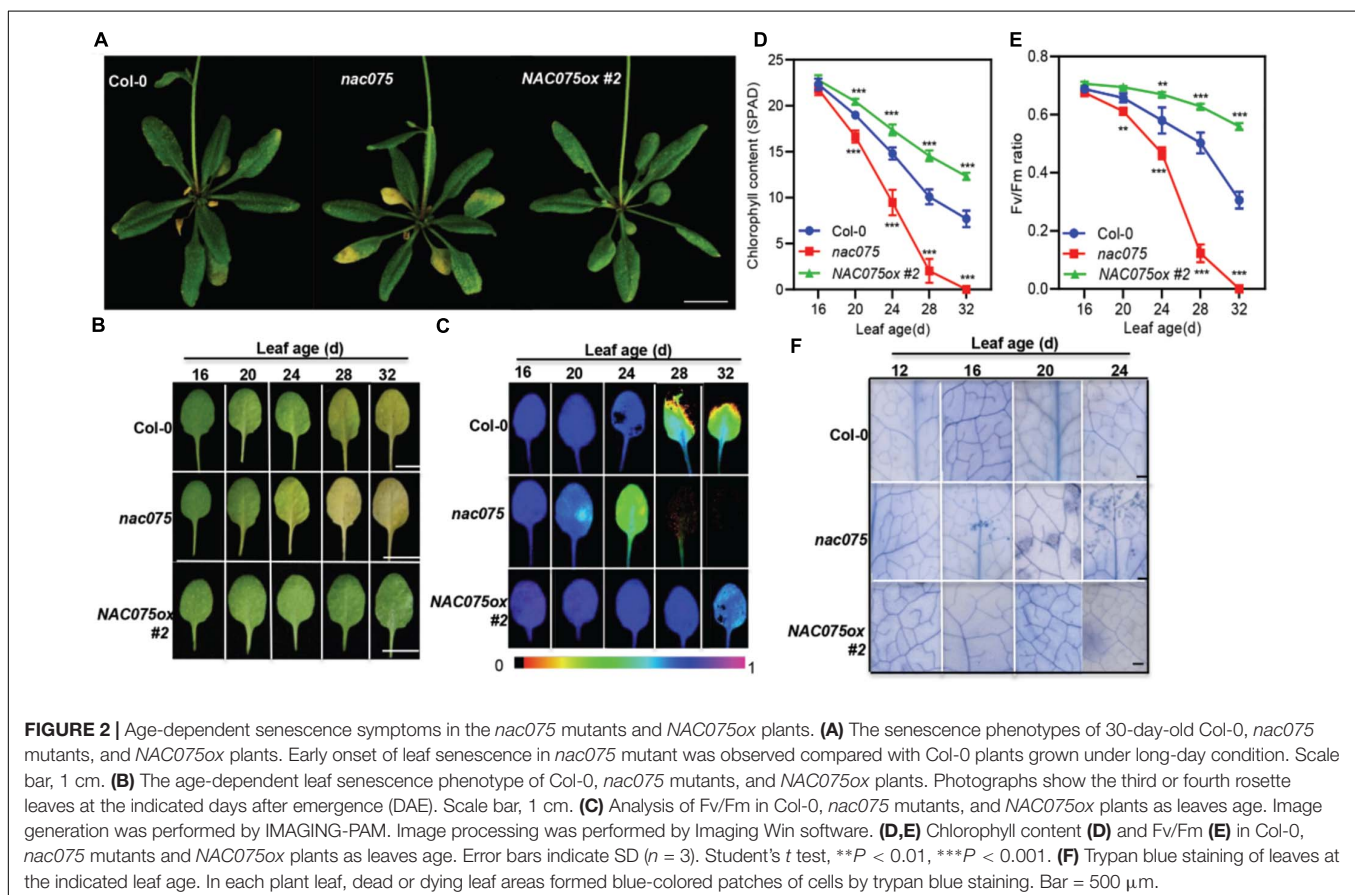 A
Col-0
nac075
NAC075ox #2
D
Chlorophyll content (SPAD)
25
20
15
10
5
0
***
***
***
***
***
***
***
***
Col-0
nac075
NAC075ox #2
16
20
24
28
32
Leaf age(d)
E
Fv/Fm ratio
0.8
0.6
0.4
0.2
0.0
**
***
***
**
***
***
***
Col-0
nac075
NAC075ox #2
16
20
24
28
32
Leaf age(d)
B
Leaf age (d)
16 20 24 28 32
Col-0
nac075
NAC075ox
#2
C
Leaf age (d)
16 20 24 28 32
Col-0
nac075
NAC075ox
#2
0 1
F
Leaf age (d)
12 16 20 24
Col-0
nac075
NAC075ox
#2
FIGURE 2 | Age-dependent senescence symptoms in the nac075 mutants and NAC075ox plants. (A) The senescence phenotypes of 30-day-old Col-0, nac075
mutants, and NAC075ox plants. Early onset of leaf senescence in nac075 mutant was observed compared with Col-0 plants grown under long-day condition. Scale
bar, 1 cm. (B) The age-dependent leaf senescence phenotype of Col-0, nac075 mutants, and NAC075ox plants. Photographs show the third or fourth rosette
leaves at the indicated days after emergence (DAE). Scale bar, 1 cm. (C) Analysis of Fv/Fm in Col-0, nac075 mutants, and NAC075ox plants as leaves age. Image
generation was performed by IMAGING-PAM. Image processing was performed by Imaging Win software. (D,E) Chlorophyll content (D) and Fv/Fm (E) in Col-0,
nac075 mutants and NAC075ox plants as leaves age. Error bars indicate SD (n = 3). Student's t test, **P < 0.01, ***P < 0.001. (F) Trypan blue staining of leaves at
the indicated leaf age. In each plant leaf, dead or dying leaf areas formed blue-colored patches of cells by trypan blue staining. Bar = 500 μm.